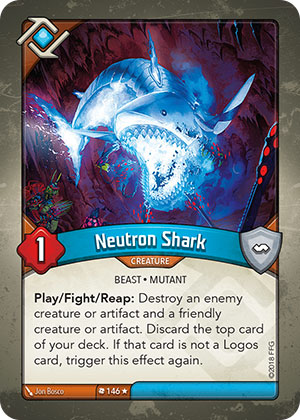 Neutron Shark
1
CREATURE
BEAST • MUTANT
Play/Fight/Reap: Destroy an enemy
creature or artifact and a friendly
creature or artifact. Discard the top card
of your deck. If that card is not a Logos
card, trigger this effect again.
©2018 FFG
Jon Bosco
146★